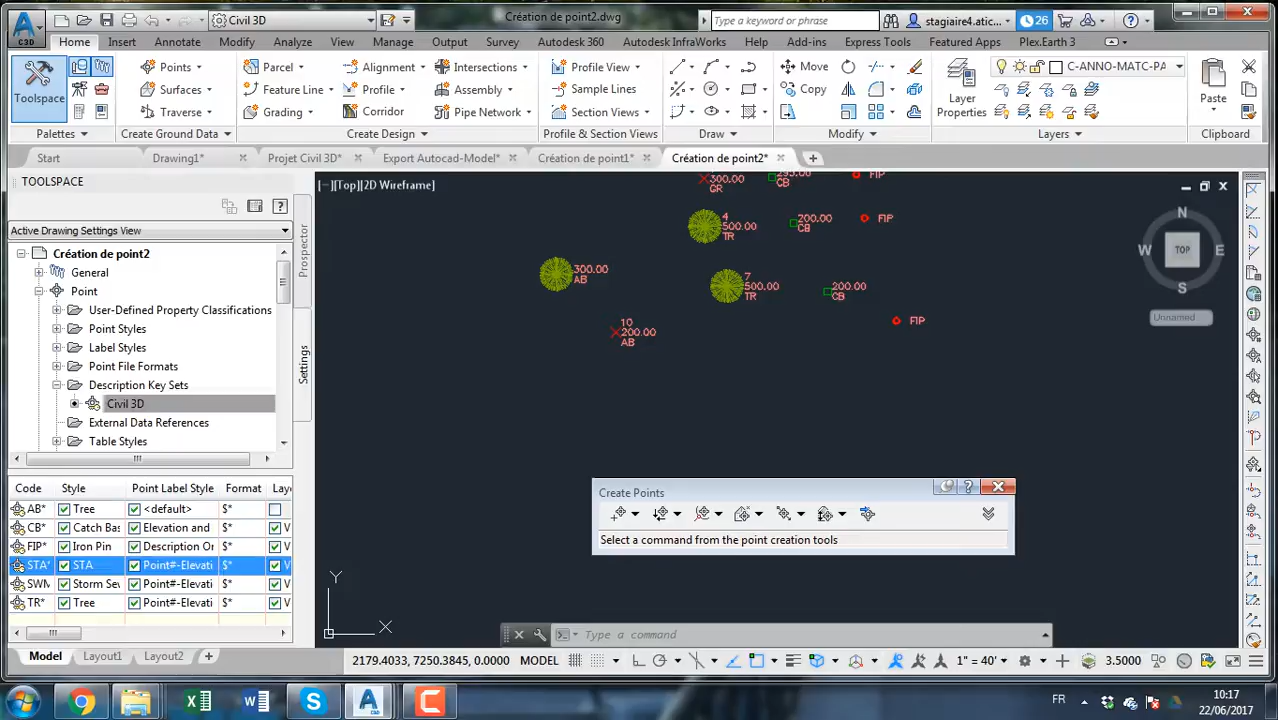 Civil 3D
Création de point2.dwg
Type a keyword or phrase
stagiaire4.atic...
26
C3D
Home Insert Annotate Modify Analyze View Manage Output Survey Autodesk 360 Autodesk InfraWorks Help Add-ins Express Tools Featured Apps Plex.Earth 3
Toolspace
Points
Surfaces
Traverse
Parcel
Feature Line
Grading
Alignment
Profile
Corridor
Intersections
Assembly
Pipe Network
Profile View
Sample Lines
Section Views
Move
Copy
Layer
Properties
C-ANNO-MATC-PA
Paste
Palettes Create Ground Data Create Design Profile & Section Views Draw Modify Layers Clipboard
Start Drawing1* Projet Civil 3D* Export Autocad-Model* Création de point1* Création de point2*
TOOLSPACE
Active Drawing Settings View
Création de point2
General
Point
User-Defined Property Classifications
Point Styles
Label Styles
Point File Formats
Description Key Sets
Civil 3D
External Data References
Table Styles
Prospector
Settings
Code Style Point Label Style Format Lay
AB* Tree <default> $*
CB* Catch Bas Elevation and $* V
FIP* Iron Pin Description On $* V
STA* STA Point#-Elevati $* V
SWM Storm Se Point#-Elevati $* V
TR* Tree Point#-Elevati $* V
[−][Top][2D Wireframe]
300.00
GR
295.00
CB
FIP
4
500.00
TR
200.00
CB
FIP
300.00
AB
7
500.00
TR
200.00
CB
FIP
10
200.00
AB
N
W TOP E
S
Unnamed
Create Points
Select a command from the point creation tools
Y
X
Type a command
Model Layout1 Layout2
2179.4033, 7250.3845, 0.0000 MODEL 1" = 40' 3.5000
FR
10:17
22/06/2017